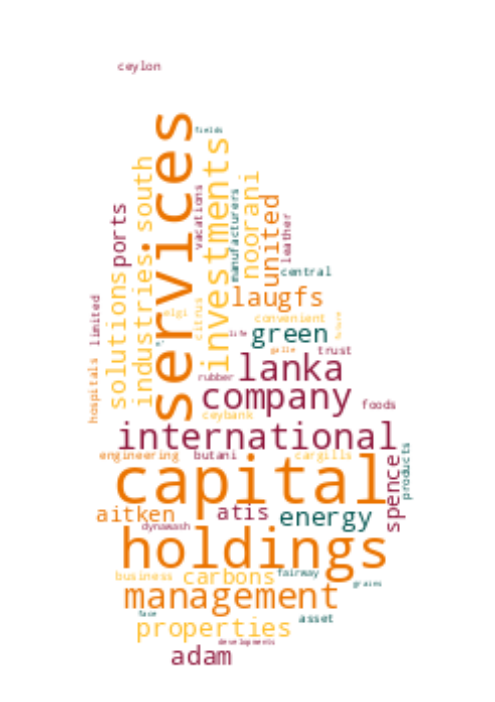 ceylon
services
fields
investments
south
industries
solutions
ports
limited
hospitals
vacations
manufacturers
noorani
united
leather
central
elgi
citrus
laugfs
convenient
future
life
green
galle
trust
lanka
rubber
company
foods
ceybank
international
engineering
butani
cargills
products
spence
capital
aitken
atis
energy
dynawash
holdings
business
carbons
fairway
grains
management
face
asset
properties
developments
adam